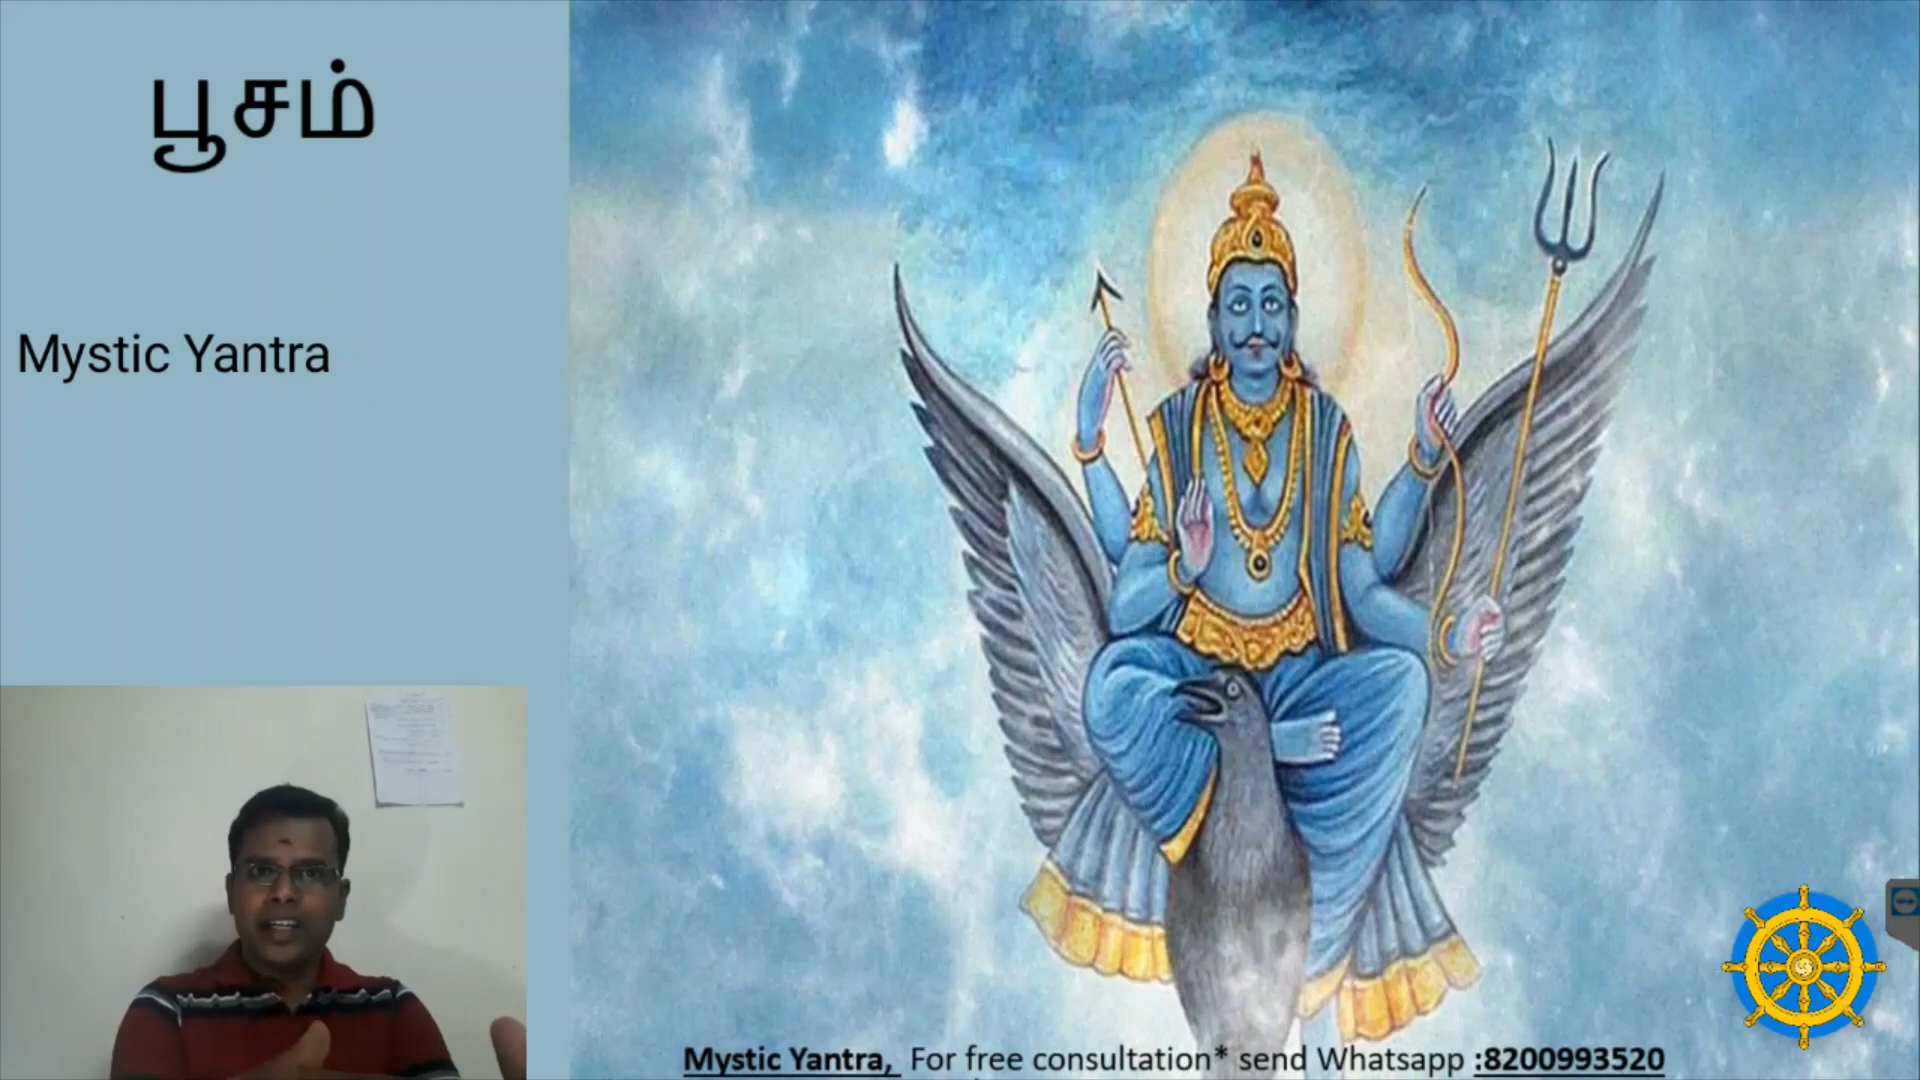 பூசம்
Mystic Yantra
Mystic Yantra, For free consultation* send Whatsapp :8200993520